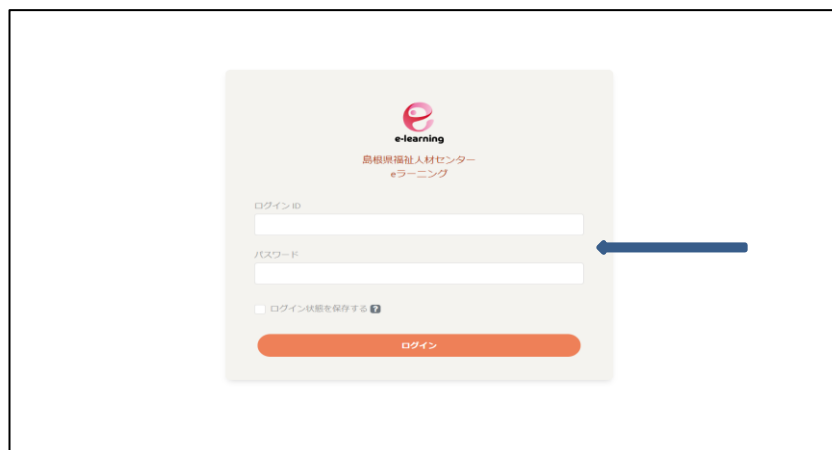 e-learning
島根県福祉人材センター
eラーニング
ログイン ID
パスワード
ログイン状態を保存する ?
ログイン